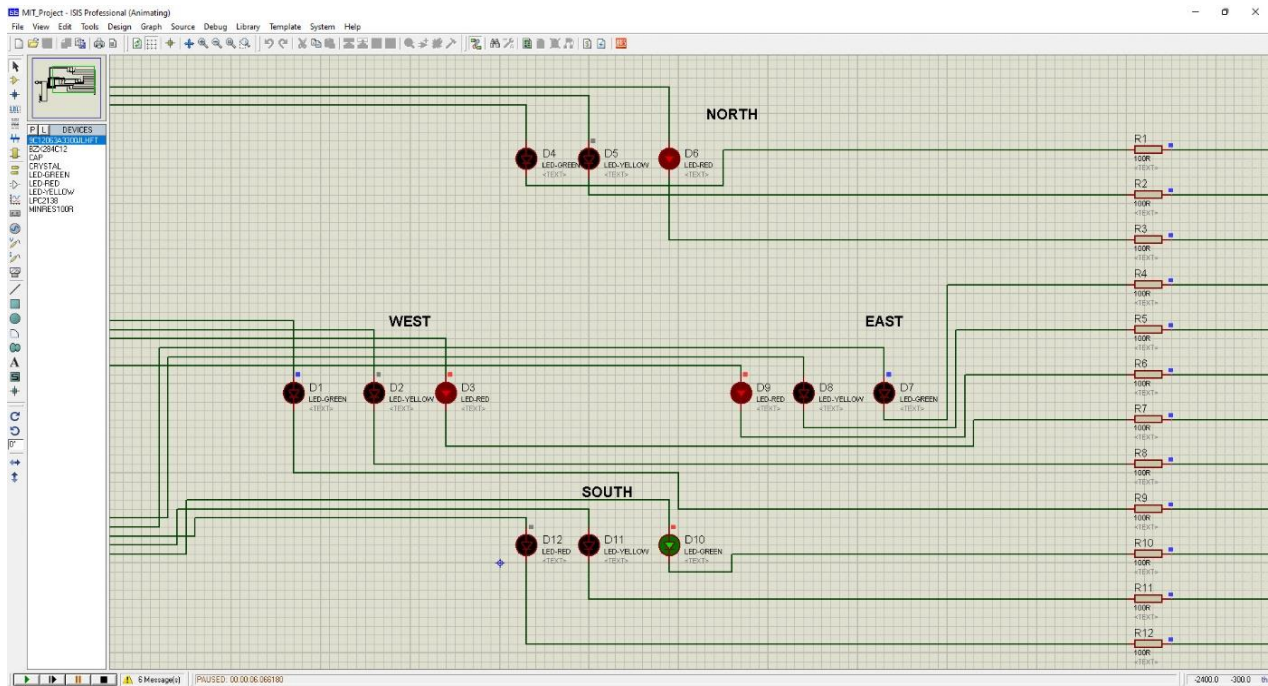 MIT_Project - ISIS Professional (Animating)
File View Edit Tools Design Graph Source Debug Library Template System Help
P L DEVICES
9C12063A3300JLHFT
BZX284C12
CAP
CRYSTAL
LED-GREEN
LED-RED
LED-YELLOW
LPC2138
MINRES100R
NORTH
D4
LED-GREEN
<TEXT>
D5
LED-YELLOW
<TEXT>
D6
LED-RED
<TEXT>
WEST
D1
LED-GREEN
<TEXT>
D2
LED-YELLOW
<TEXT>
D3
LED-RED
<TEXT>
EAST
D9
LED-RED
<TEXT>
D8
LED-YELLOW
<TEXT>
D7
LED-GREEN
<TEXT>
SOUTH
D12
LED-RED
<TEXT>
D11
LED-YELLOW
<TEXT>
D10
LED-GREEN
<TEXT>
R1
100R
<TEXT>
R2
100R
<TEXT>
R3
100R
<TEXT>
R4
100R
<TEXT>
R5
100R
<TEXT>
R6
100R
<TEXT>
R7
100R
<TEXT>
R8
100R
<TEXT>
R9
100R
<TEXT>
R10
100R
<TEXT>
R11
100R
<TEXT>
R12
100R
<TEXT>
0°
6 Message(s) PAUSED: 00:00:06.066180 -2400.0 -300.0 th